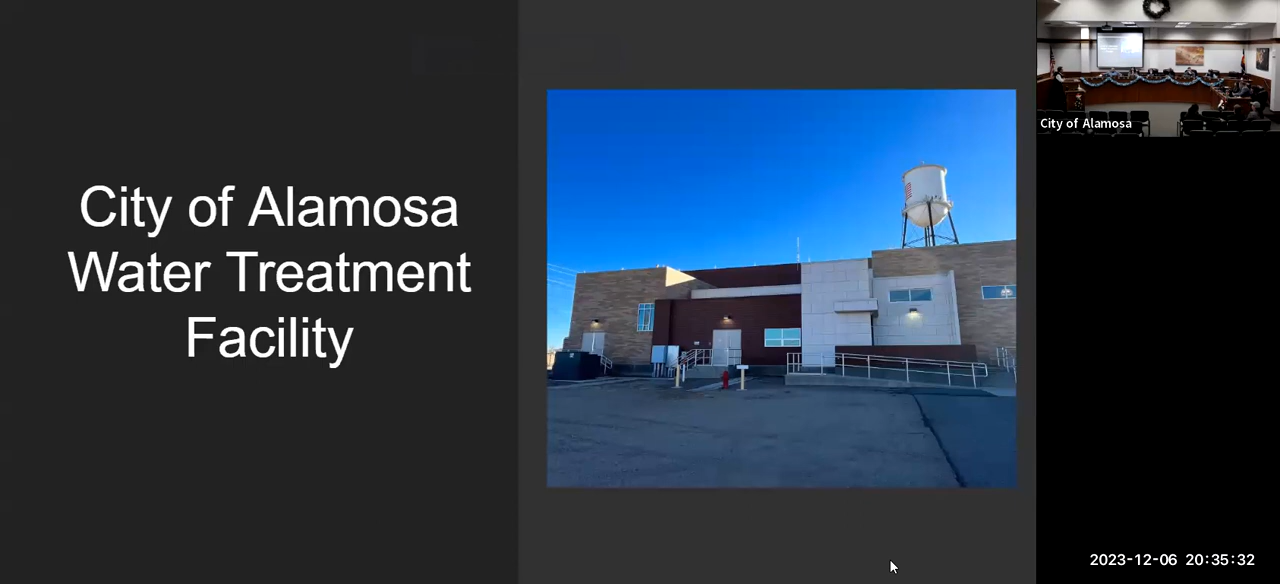 City of Alamosa
Water Treatment
Facility
City of Alamosa
2023-12-06 20:35:32